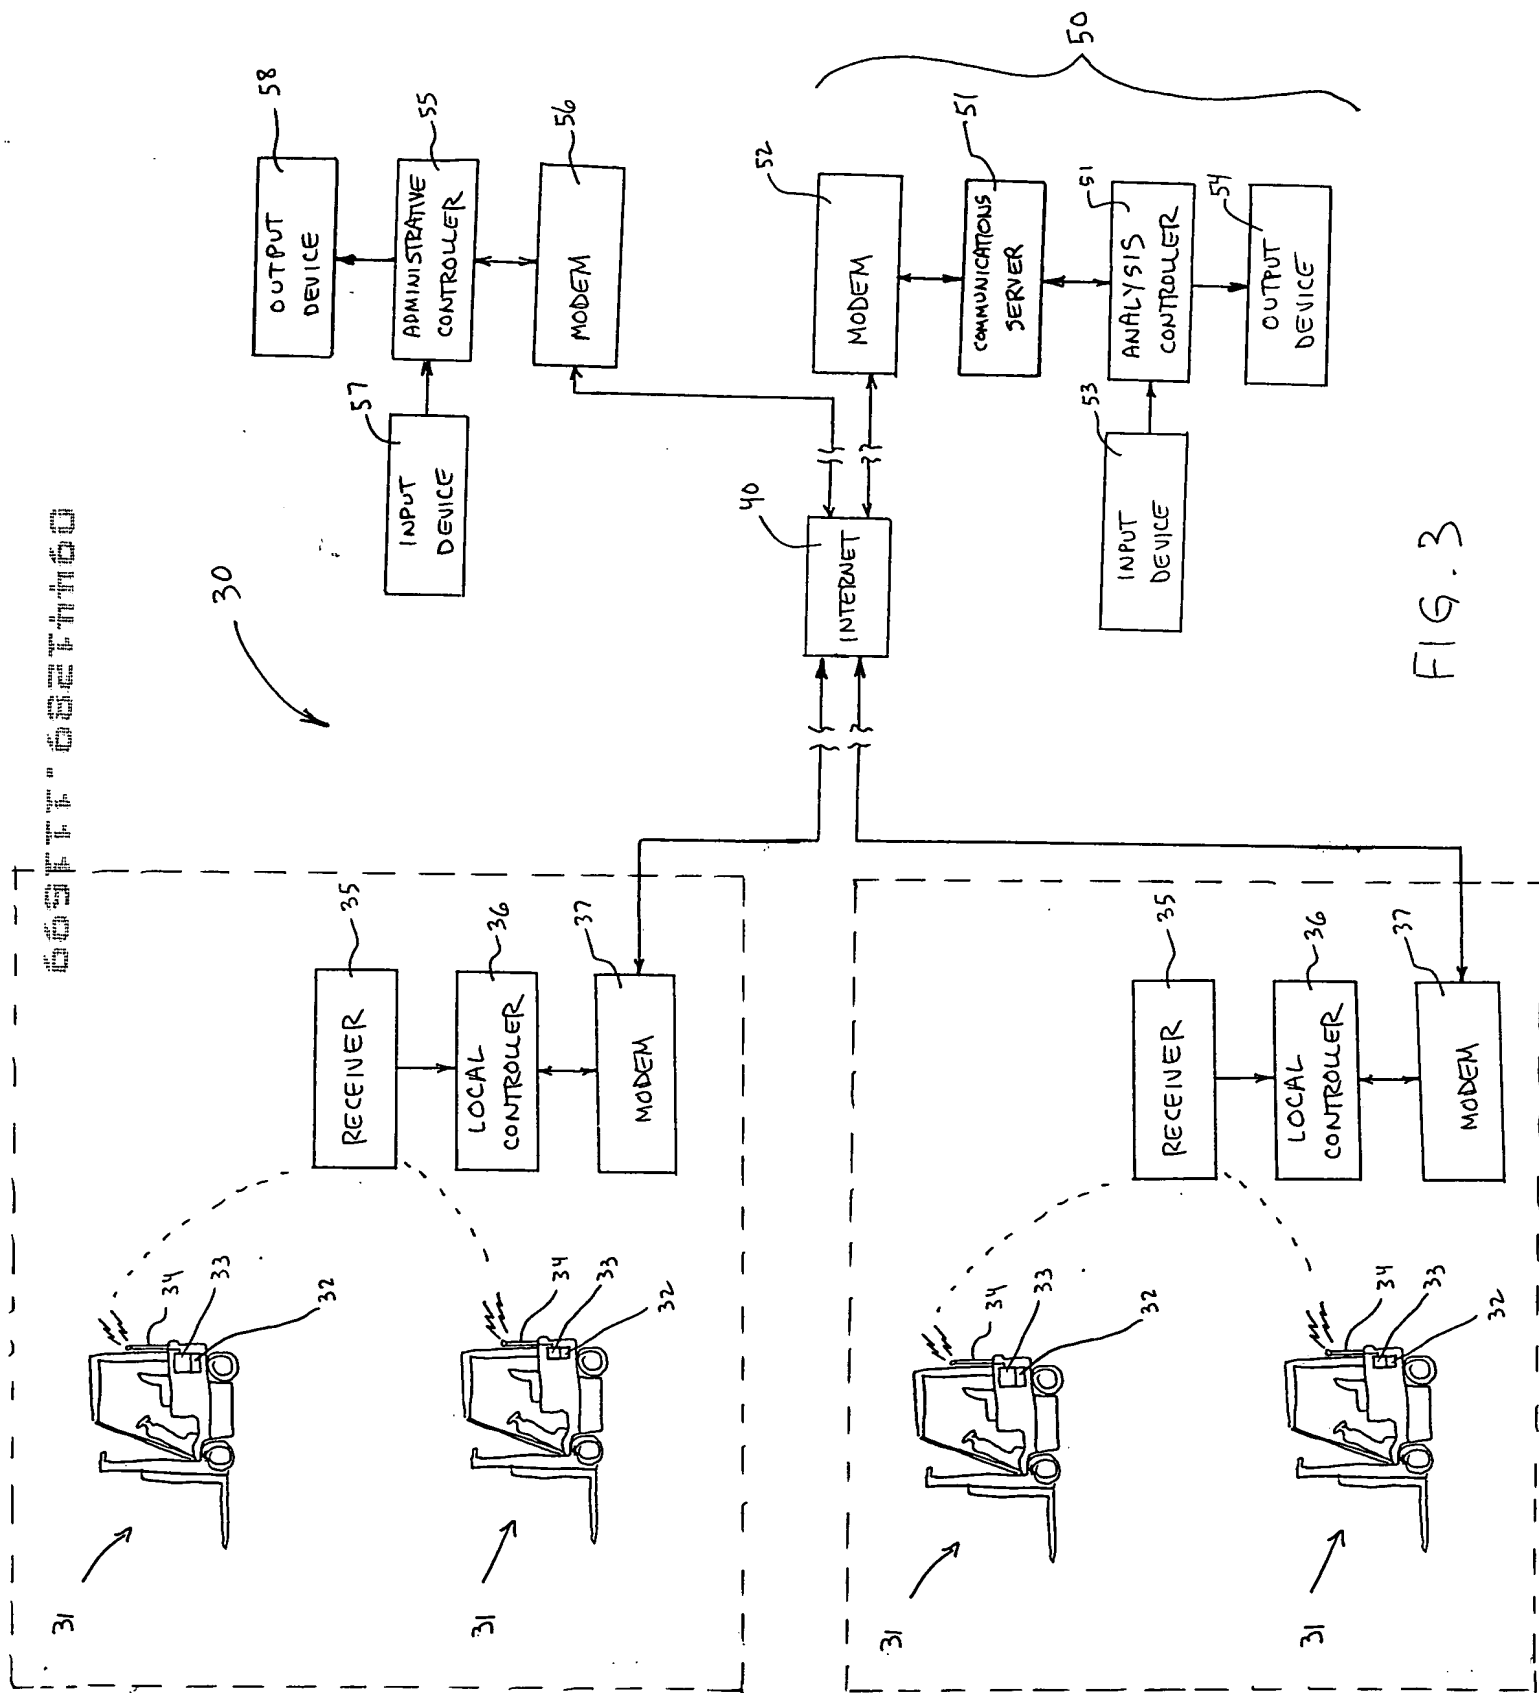 09441289.111599
30
31
34
33
32
RECEIVER
35
LOCAL
CONTROLLER
36
MODEM
37
31
34
33
32
31
34
33
32
RECEIVER
35
LOCAL
CONTROLLER
36
MODEM
37
31
34
33
32
INTERNET
40
OUTPUT
DEVICE
58
INPUT
DEVICE
57
ADMINISTRATIVE
CONTROLLER
55
MODEM
56
MODEM
52
COMMUNICATIONS
SERVER
51
INPUT
DEVICE
53
ANALYSIS
CONTROLLER
51
OUTPUT
DEVICE
54
50
FIG. 3